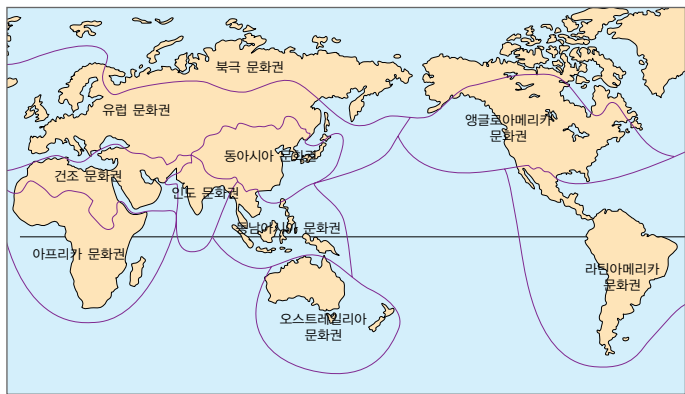 북극 문화권
유럽 문화권
앵글로아메리카
문화권
동아시아 문화권
건조 문화권
인도 문화권
동남아시아 문화권
아프리카 문화권
라틴아메리카
문화권
오스트레일리아
문화권